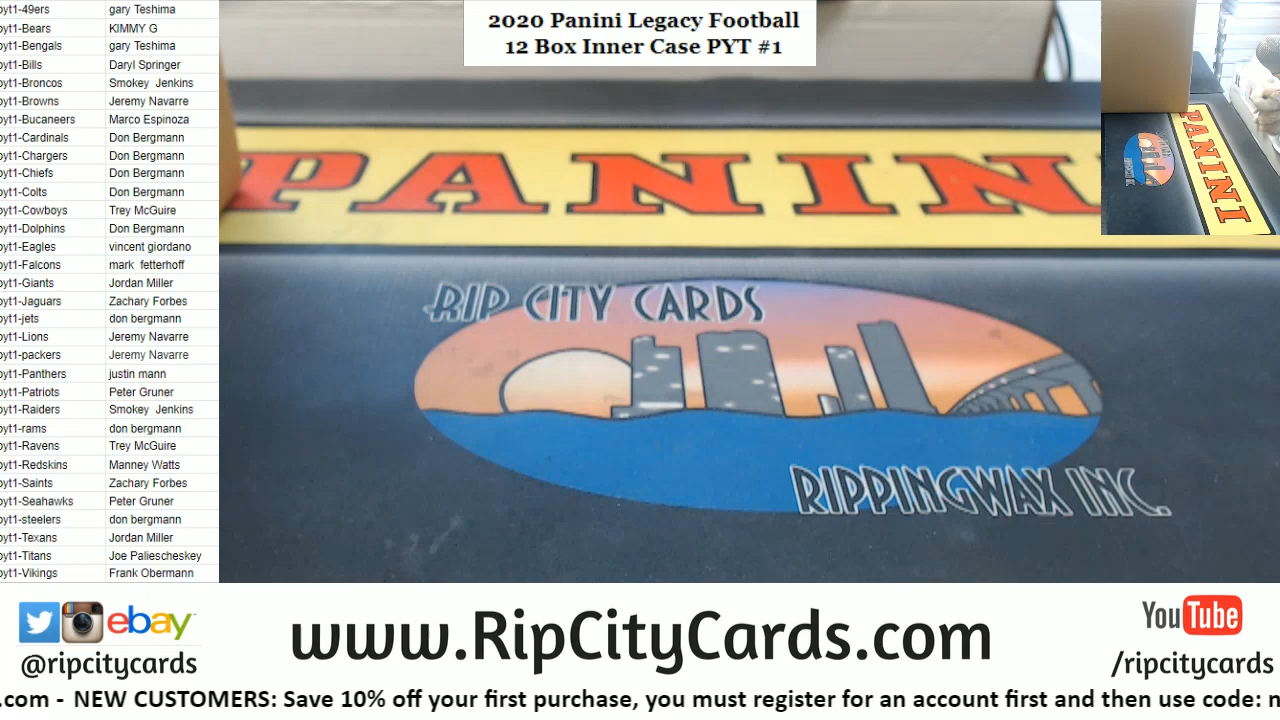 2020 Panini Legacy Football
12 Box Inner Case PYT #1
pyt1-49ers gary Teshima
pyt1-Bears KIMMY G
pyt1-Bengals gary Teshima
pyt1-Bills Daryl Springer
pyt1-Broncos Smokey Jenkins
pyt1-Browns Jeremy Navarre
pyt1-Bucaneers Marco Espinoza
pyt1-Cardinals Don Bergmann
pyt1-Chargers Don Bergmann
pyt1-Chiefs Don Bergmann
pyt1-Colts Don Bergmann
pyt1-Cowboys Trey McGuire
pyt1-Dolphins Don Bergmann
pyt1-Eagles vincent giordano
pyt1-Falcons mark fetterhoff
pyt1-Giants Jordan Miller
pyt1-Jaguars Zachary Forbes
pyt1-jets don bergmann
pyt1-Lions Jeremy Navarre
pyt1-packers Jeremy Navarre
pyt1-Panthers justin mann
pyt1-Patriots Peter Gruner
pyt1-Raiders Smokey Jenkins
pyt1-rams don bergmann
pyt1-Ravens Trey McGuire
pyt1-Redskins Manney Watts
pyt1-Saints Zachary Forbes
pyt1-Seahawks Peter Gruner
pyt1-steelers don bergmann
pyt1-Texans Jordan Miller
pyt1-Titans Joe Paliescheskey
pyt1-Vikings Frank Obermann
PANIN
RIP CITY CARDS
RIPPINGWAX INC.
PANINI
ebay
@ripcitycards
www.RipCityCards.com
YouTube
/ripcitycards
.com - NEW CUSTOMERS: Save 10% off your first purchase, you must register for an account first and then use code: